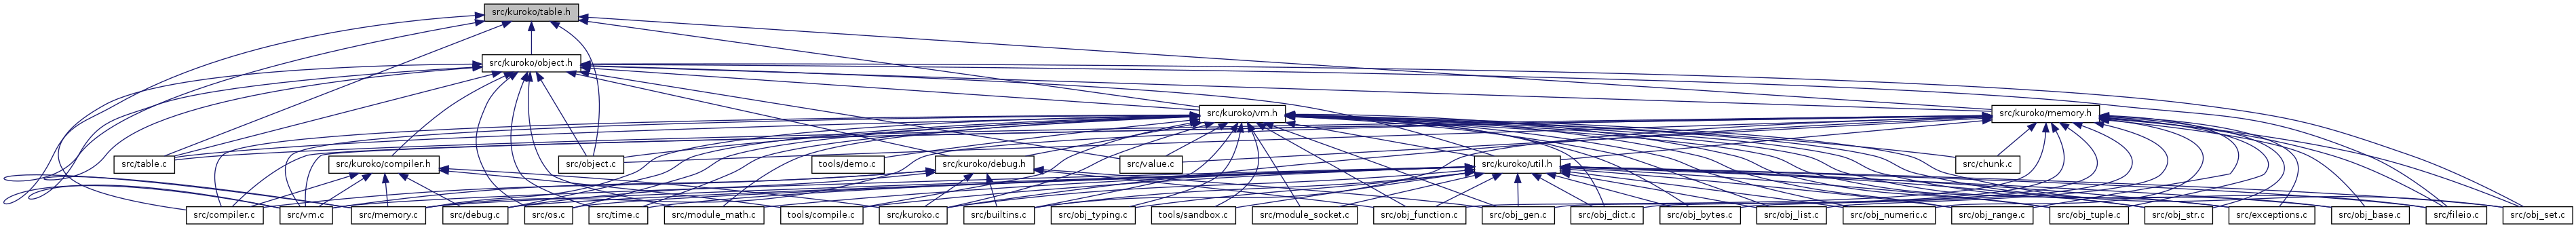 src/kuroko/table.h
src/kuroko/object.h
src/kuroko/vm.h
src/kuroko/memory.h
src/table.c
src/kuroko/compiler.h
src/object.c
tools/demo.c
src/kuroko/debug.h
src/value.c
src/kuroko/util.h
src/chunk.c
src/compiler.c
src/vm.c
src/memory.c
src/debug.c
src/os.c
src/time.c
src/module_math.c
tools/compile.c
src/kuroko.c
src/builtins.c
src/obj_typing.c
tools/sandbox.c
src/module_socket.c
src/obj_function.c
src/obj_gen.c
src/obj_dict.c
src/obj_bytes.c
src/obj_list.c
src/obj_numeric.c
src/obj_range.c
src/obj_tuple.c
src/obj_str.c
src/exceptions.c
src/obj_base.c
src/fileio.c
src/obj_set.c